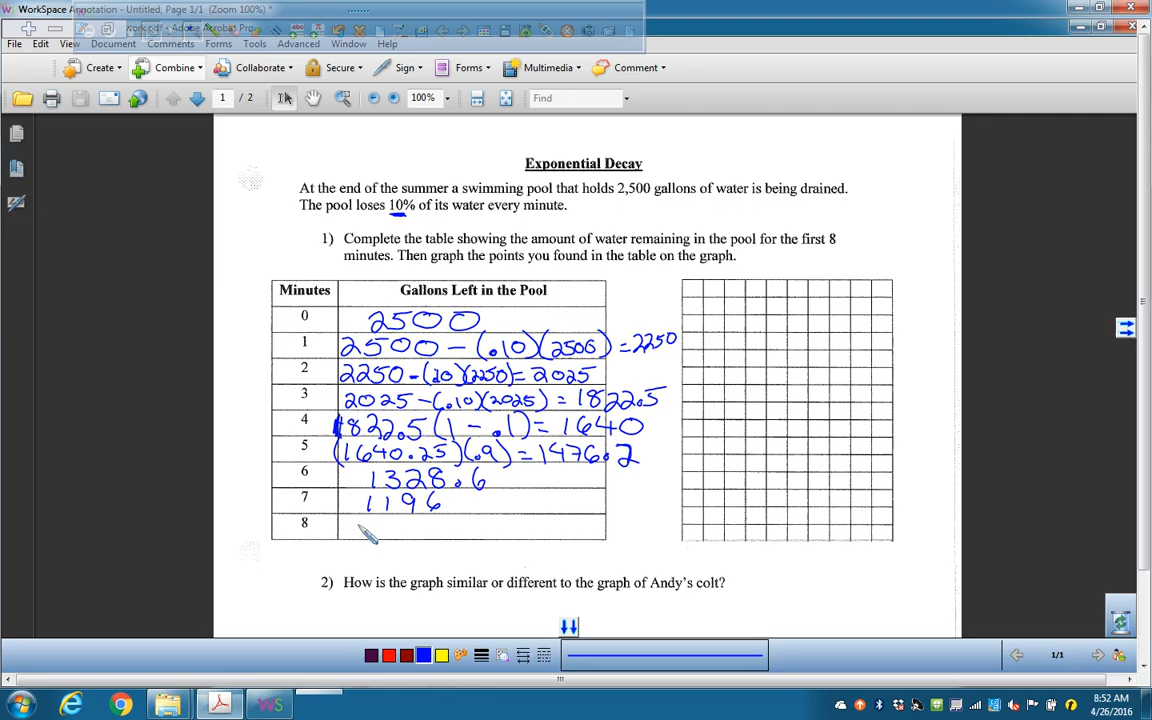 WorkSpace Annotation - Untitled, Page 1/1 (Zoom 100%) *
work.pdf - Adobe Acrobat Pro
File Edit View Document Comments Forms Tools Advanced Window Help
Create Combine Collaborate Secure Sign Forms Multimedia Comment
1 / 2 100% Find
Exponential Decay
At the end of the summer a swimming pool that holds 2,500 gallons of water is being drained.
The pool loses 10% of its water every minute.
1) Complete the table showing the amount of water remaining in the pool for the first 8
minutes. Then graph the points you found in the table on the graph.
Minutes Gallons Left in the Pool
0 2500
1 2500 - (.10)(2500) = 2250
2 2250 - (.10)(2250) = 2025
3 2025 - (.10)(2025) = 1822.5
4 1822.5(1 - .1) = 1640
5 (1640.25)(.9) = 1476.2
6 1328.6
7 1196
8
2) How is the graph similar or different to the graph of Andy's colt?
1/1
8:52 AM
4/26/2016